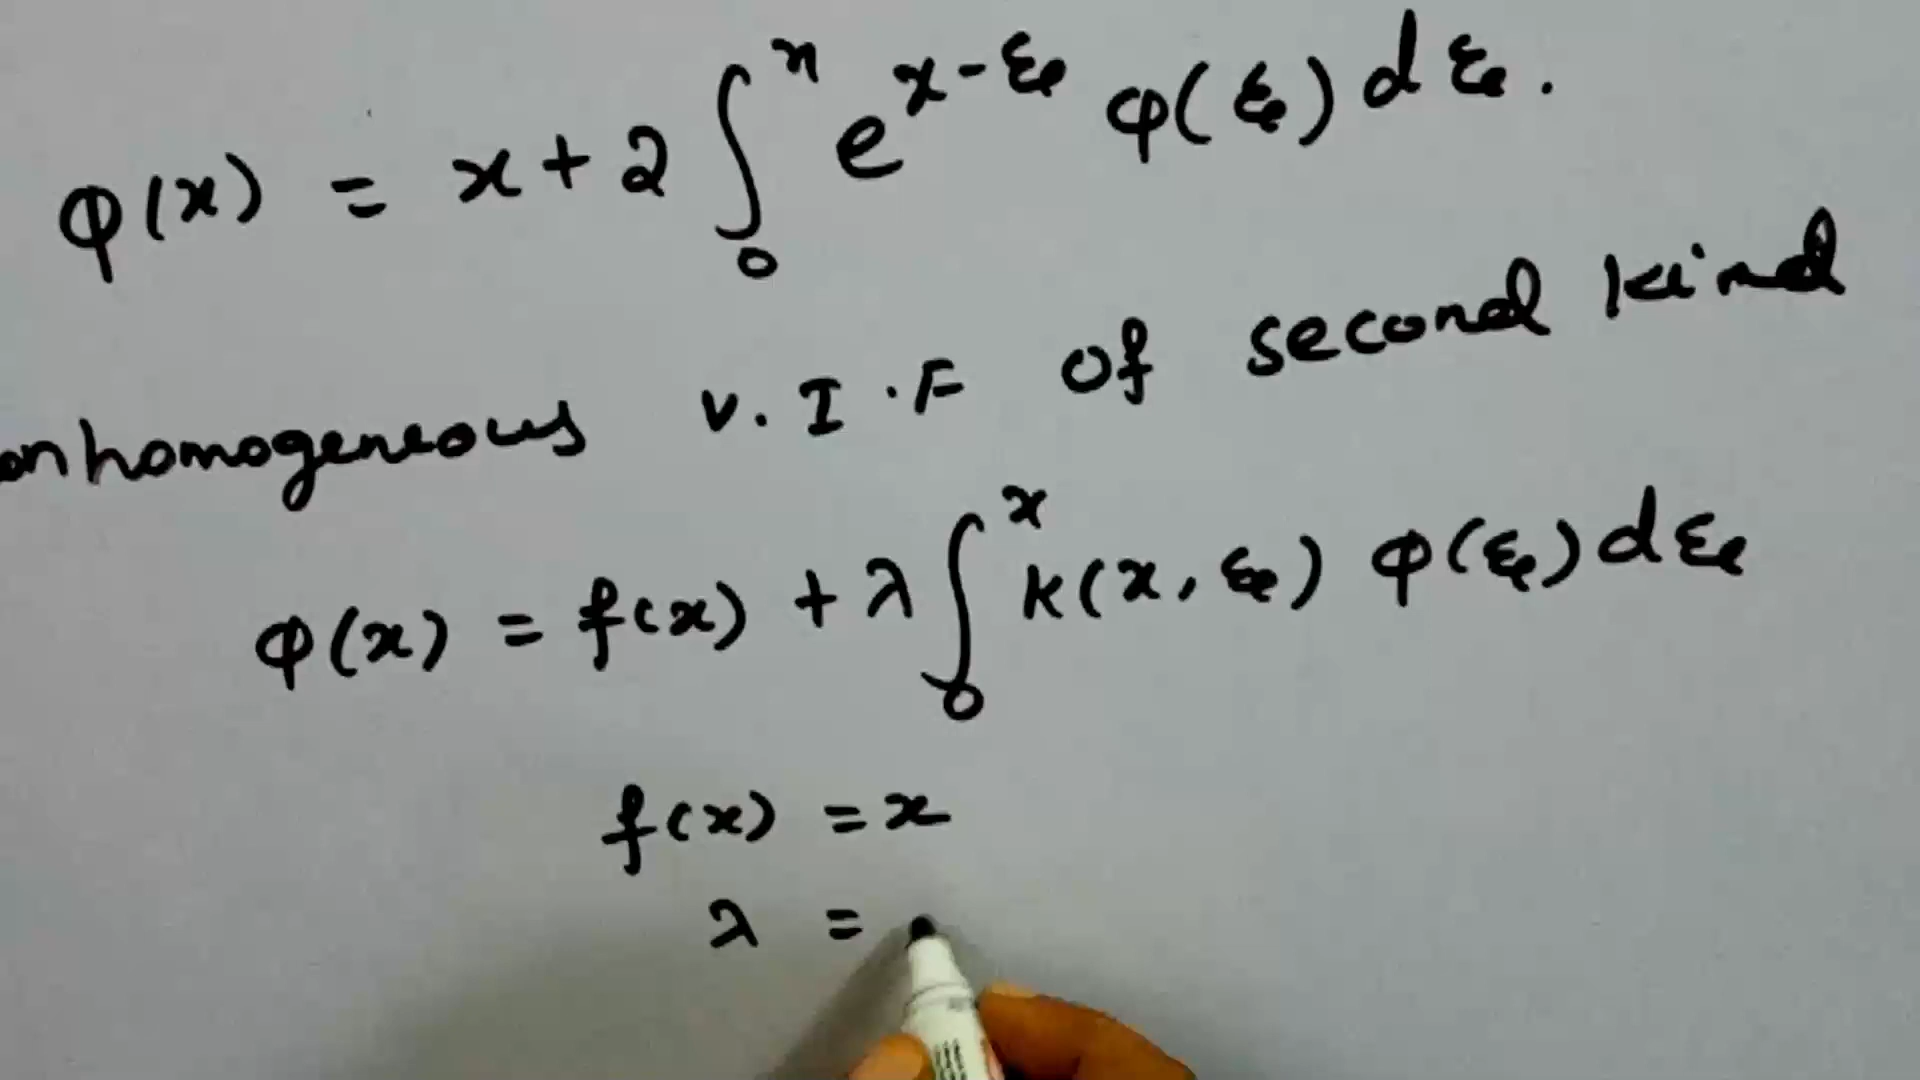 φ(x) = x + 2 ∫₀ˣ e^(x-ξ) φ(ξ) dξ.
onhomogeneous V.I.F of second kind
φ(x) = f(x) + λ ∫₀ˣ k(x, ξ) φ(ξ) dξ
f(x) = x
λ =